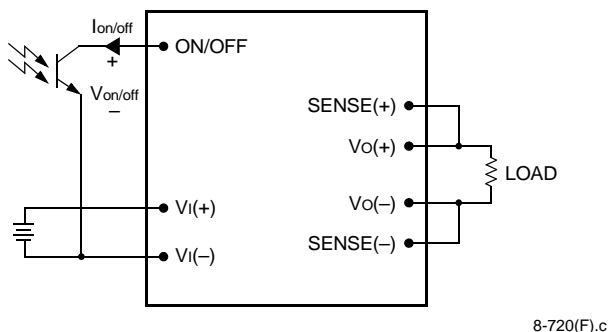 Ion/off
ON/OFF
+
Von/off
–
SENSE(+)
VO(+)
LOAD
VI(+)
VO(–)
VI(–)
SENSE(–)
8-720(F).c